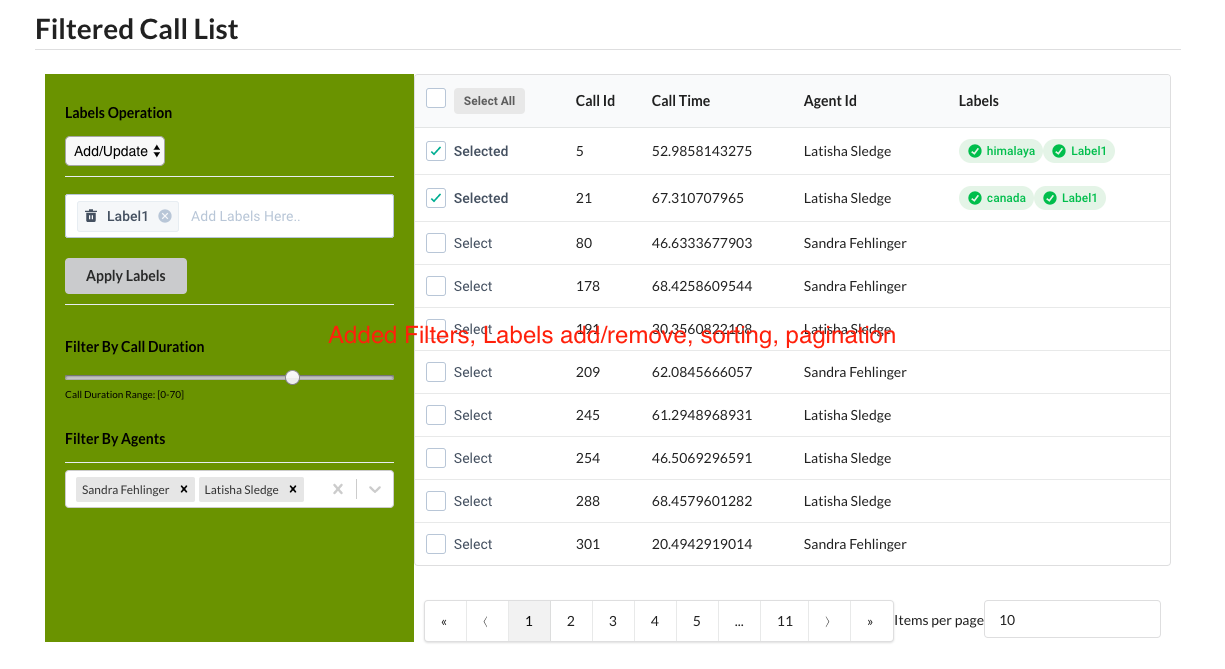 Filtered Call List
Labels Operation
Add/Update
Label1 Add Labels Here..
Apply Labels
Filter By Call Duration
Call Duration Range: [0-70]
Filter By Agents
Sandra Fehlinger Latisha Sledge
Select All Call Id Call Time Agent Id Labels
Selected 5 52.9858143275 Latisha Sledge himalaya Label1
Selected 21 67.310707965 Latisha Sledge canada Label1
Select 80 46.6333677903 Sandra Fehlinger
Select 178 68.4258609544 Sandra Fehlinger
Select 191 30.3560822108 Latisha Sledge
Added Filters, Labels add/remove, sorting, pagination
Select 209 62.0845666057 Sandra Fehlinger
Select 245 61.2948968931 Latisha Sledge
Select 254 46.5069296591 Latisha Sledge
Select 288 68.4579601282 Latisha Sledge
Select 301 20.4942919014 Sandra Fehlinger
« ⟨ 1 2 3 4 5 ... 11 ⟩ » Items per page 10